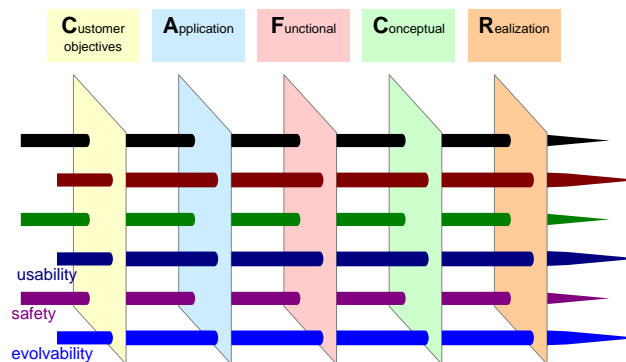 Customer
objectives
Application
Functional
Conceptual
Realization
usability
safety
evolvability